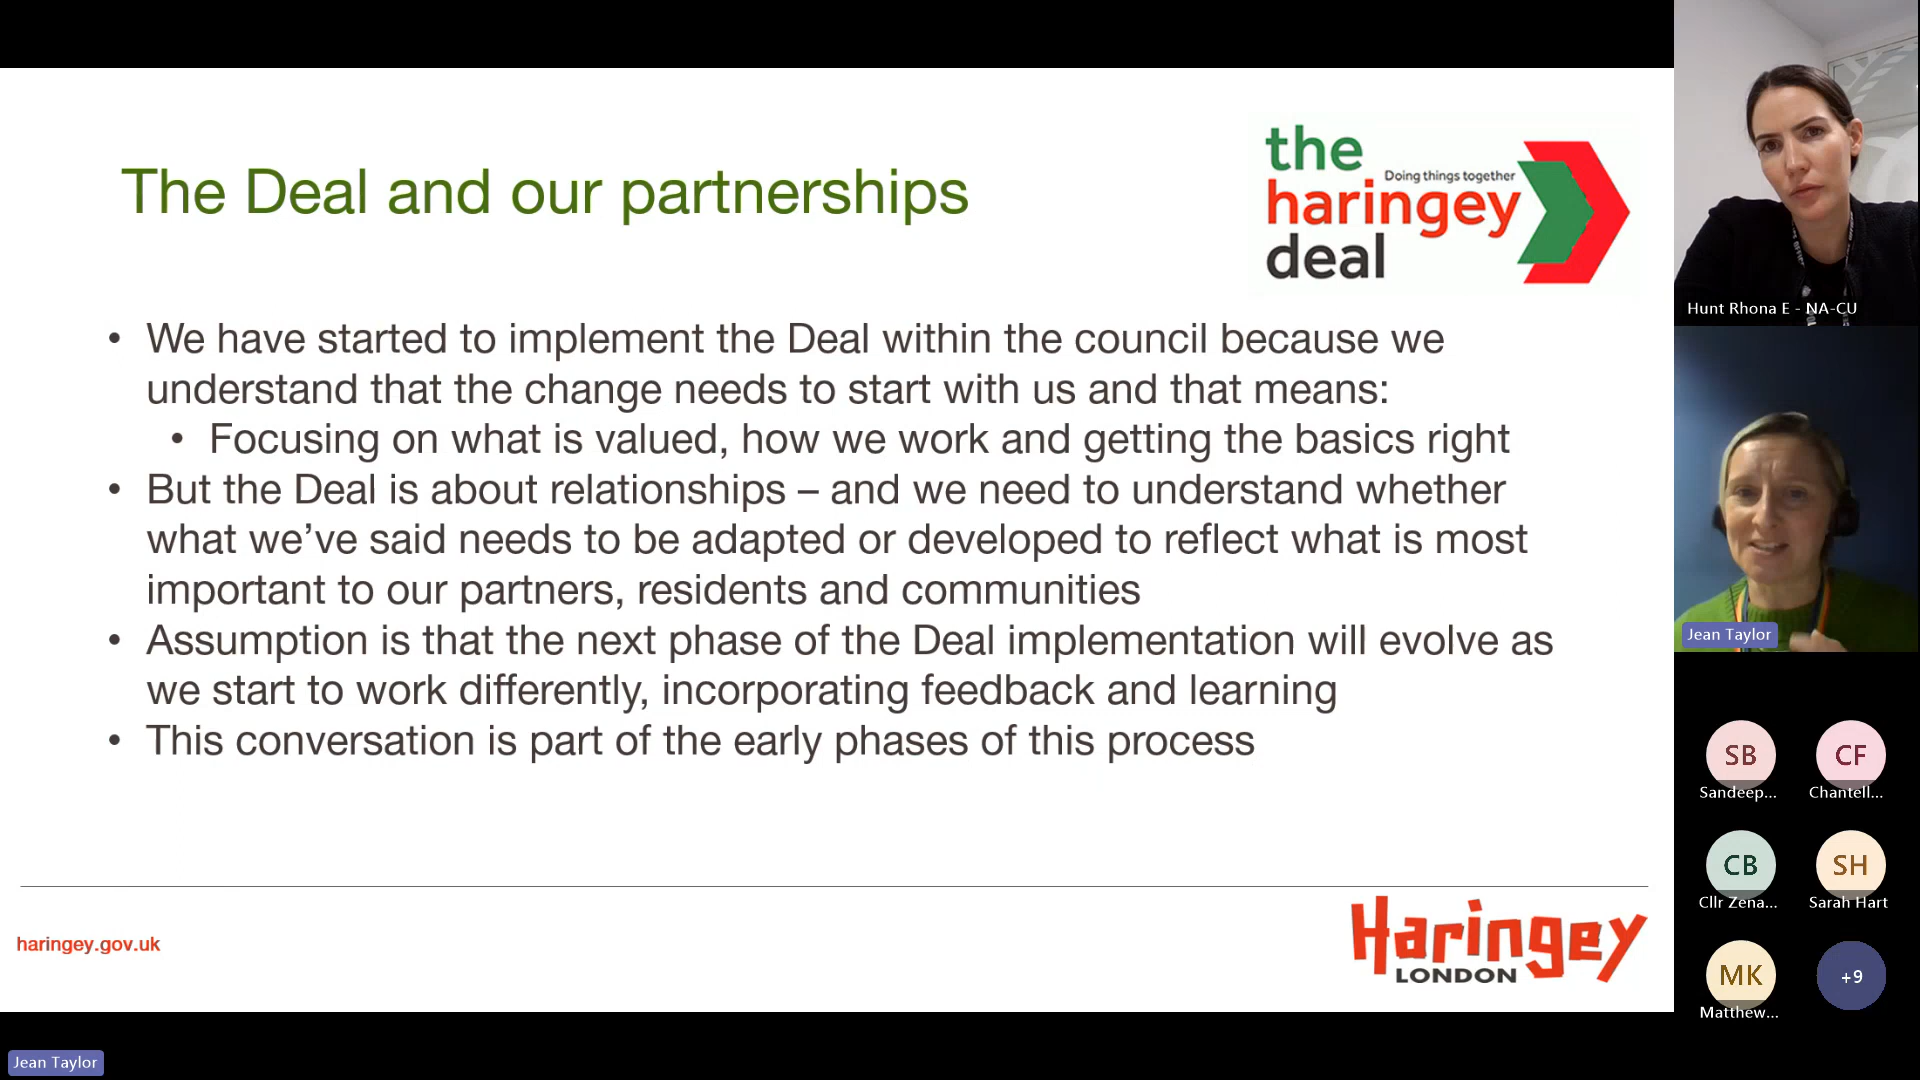 The Deal and our partnerships
the
Doing things together
haringey
deal
• We have started to implement the Deal within the council because we
understand that the change needs to start with us and that means:
• Focusing on what is valued, how we work and getting the basics right
• But the Deal is about relationships – and we need to understand whether
what we’ve said needs to be adapted or developed to reflect what is most
important to our partners, residents and communities
• Assumption is that the next phase of the Deal implementation will evolve as
we start to work differently, incorporating feedback and learning
• This conversation is part of the early phases of this process
haringey.gov.uk
Haringey
LONDON
Jean Taylor
Hunt Rhona E - NA-CU
Jean Taylor
SB
Sandeep...
CF
Chantell...
CB
Cllr Zena...
SH
Sarah Hart
MK
Matthew...
+9